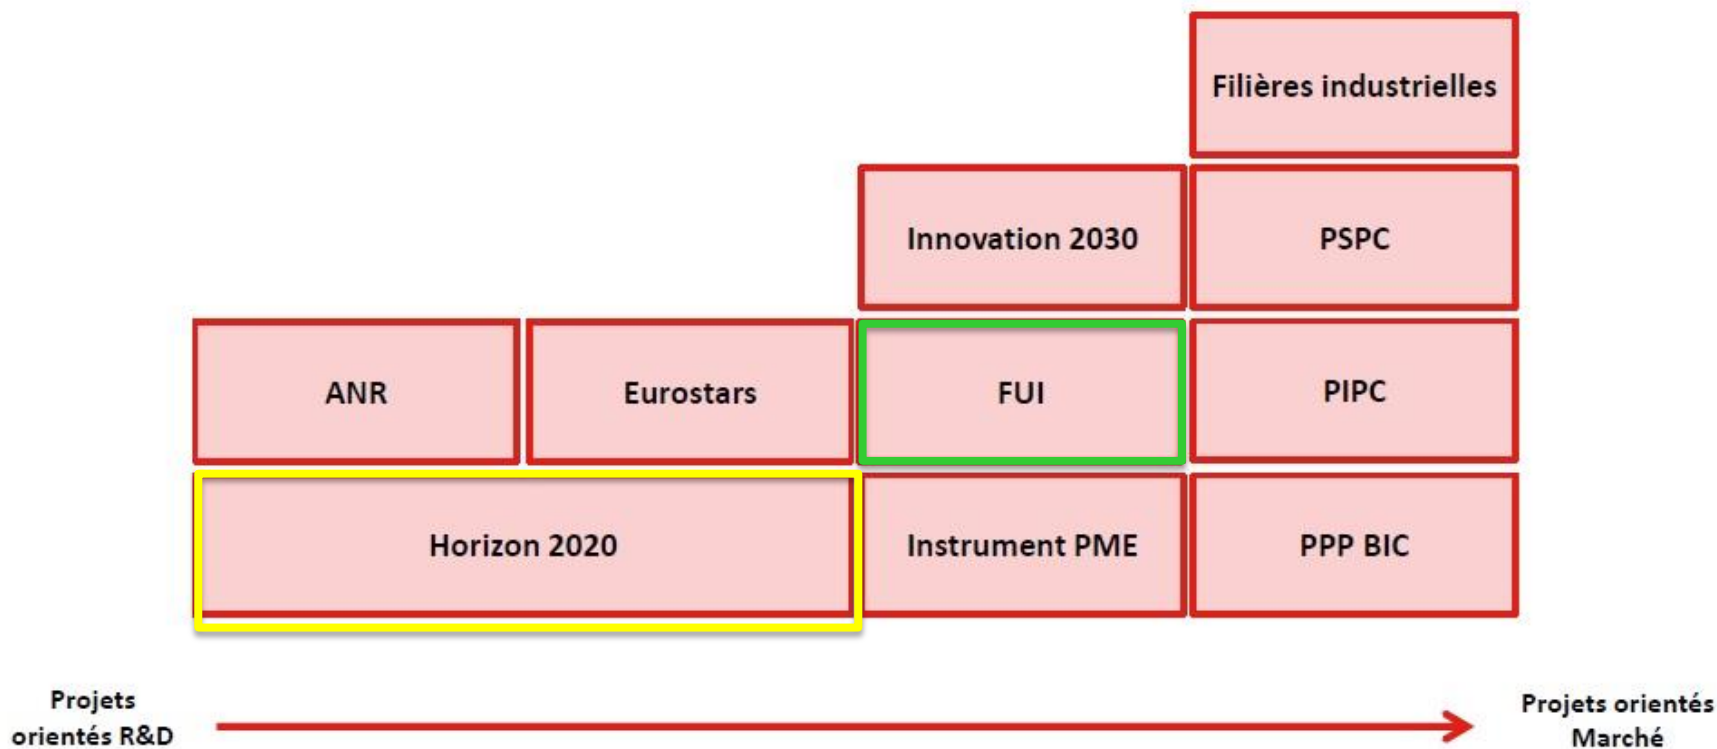 Filières industrielles
Innovation 2030
PSPC
ANR
Eurostars
FUI
PIPC
Horizon 2020
Instrument PME
PPP BIC
Projets
orientés R&D
Projets orientés
Marché